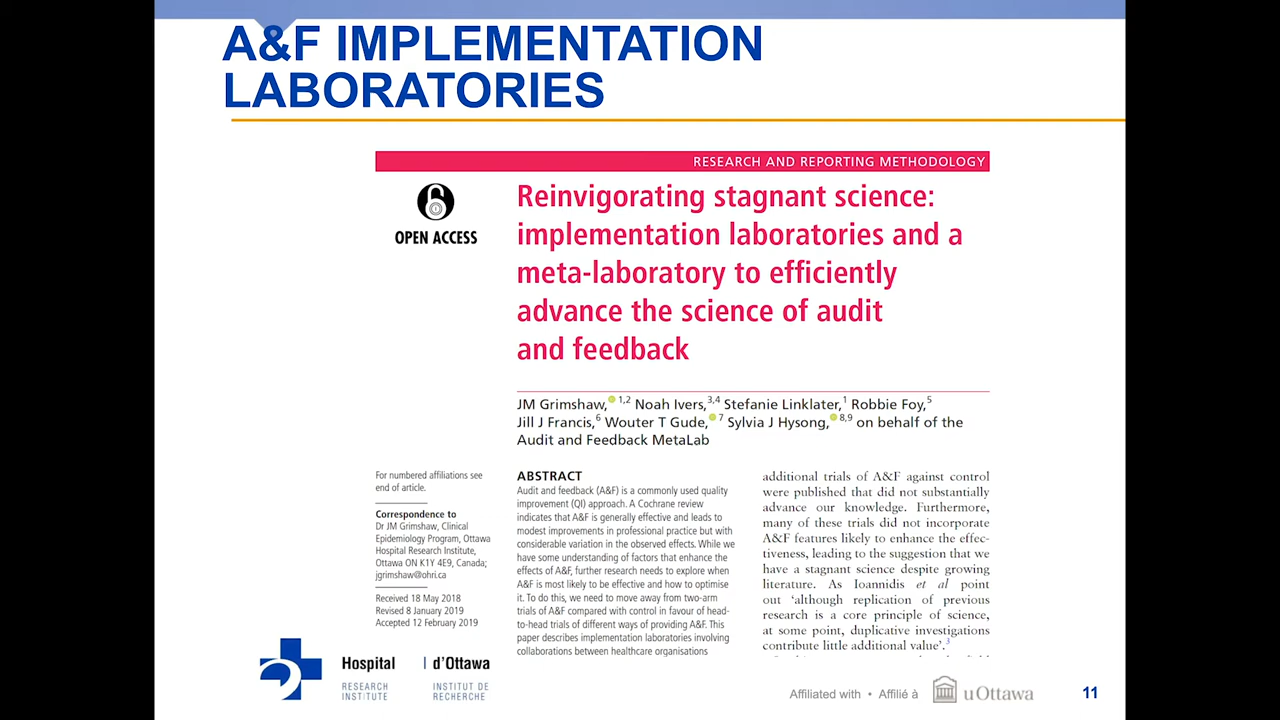 A&F IMPLEMENTATION
LABORATORIES
RESEARCH AND REPORTING METHODOLOGY
OPEN ACCESS
Reinvigorating stagnant science:
implementation laboratories and a
meta-laboratory to efficiently
advance the science of audit
and feedback
JM Grimshaw, 1,2 Noah Ivers,3,4 Stefanie Linklater,1 Robbie Foy,5
Jill J Francis,6 Wouter T Gude, 7 Sylvia J Hysong, 8,9 on behalf of the
Audit and Feedback MetaLab
For numbered affiliations see
end of article.
Correspondence to
Dr JM Grimshaw, Clinical
Epidemiology Program, Ottawa
Hospital Research Institute,
Ottawa ON K1Y 4E9, Canada;
jgrimshaw@ohri.ca
Received 18 May 2018
Revised 8 January 2019
Accepted 12 February 2019
ABSTRACT
Audit and feedback (A&F) is a commonly used quality
improvement (QI) approach. A Cochrane review
indicates that A&F is generally effective and leads to
modest improvements in professional practice but with
considerable variation in the observed effects. While we
have some understanding of factors that enhance the
effects of A&F, further research needs to explore when
A&F is most likely to be effective and how to optimise
it. To do this, we need to move away from two-arm
trials of A&F compared with control in favour of head-
to-head trials of different ways of providing A&F. This
paper describes implementation laboratories involving
collaborations between healthcare organisations
additional trials of A&F against control
were published that did not substantially
advance our knowledge. Furthermore,
many of these trials did not incorporate
A&F features likely to enhance the effec-
tiveness, leading to the suggestion that we
have a stagnant science despite growing
literature. As Ioannidis et al point
out ‘although replication of previous
research is a core principle of science,
at some point, duplicative investigations
contribute little additional value’.3
Hospital
RESEARCH
INSTITUTE
d’Ottawa
INSTITUT DE
RECHERCHE
Affiliated with • Affilié à
uOttawa
11